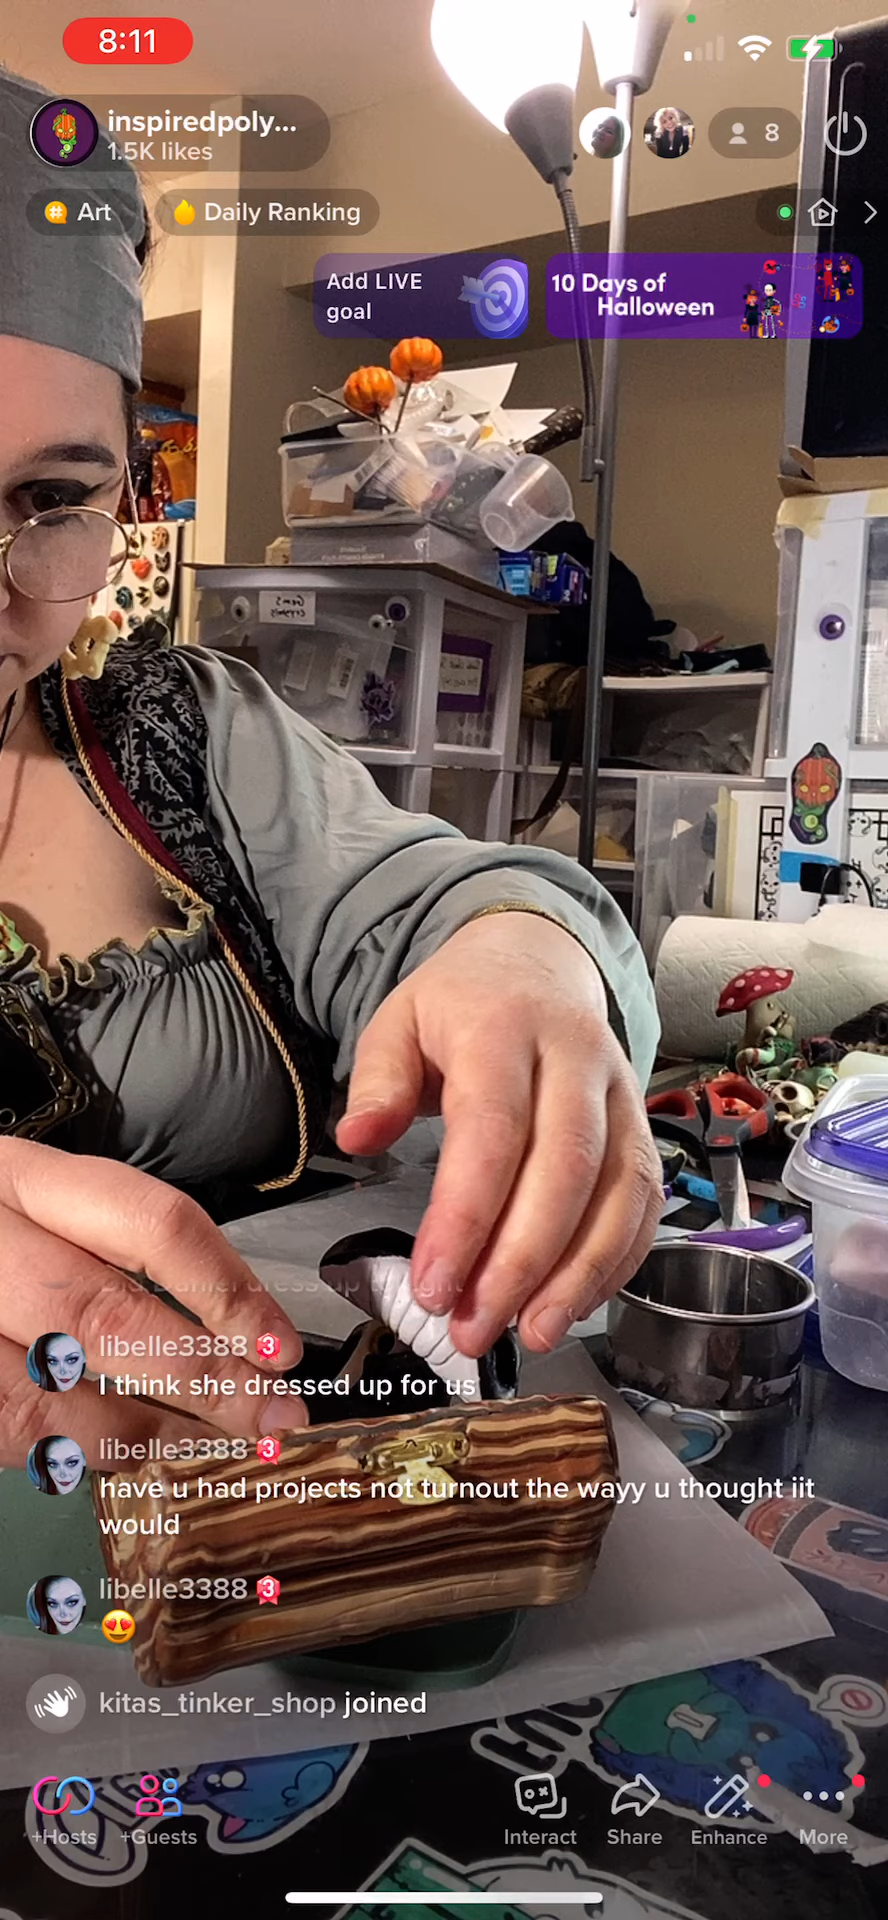 8:11
inspiredpoly...
1.5K likes
8
Art
Daily Ranking
Add LIVE
goal
10 Days of
Halloween
libelle3388 3
I think she dressed up for us
libelle3388 3
have u had projects not turnout the wayy u thought iit
would
libelle3388 3
😍
kitas_tinker_shop joined
+Hosts
+Guests
Interact
Share
Enhance
More